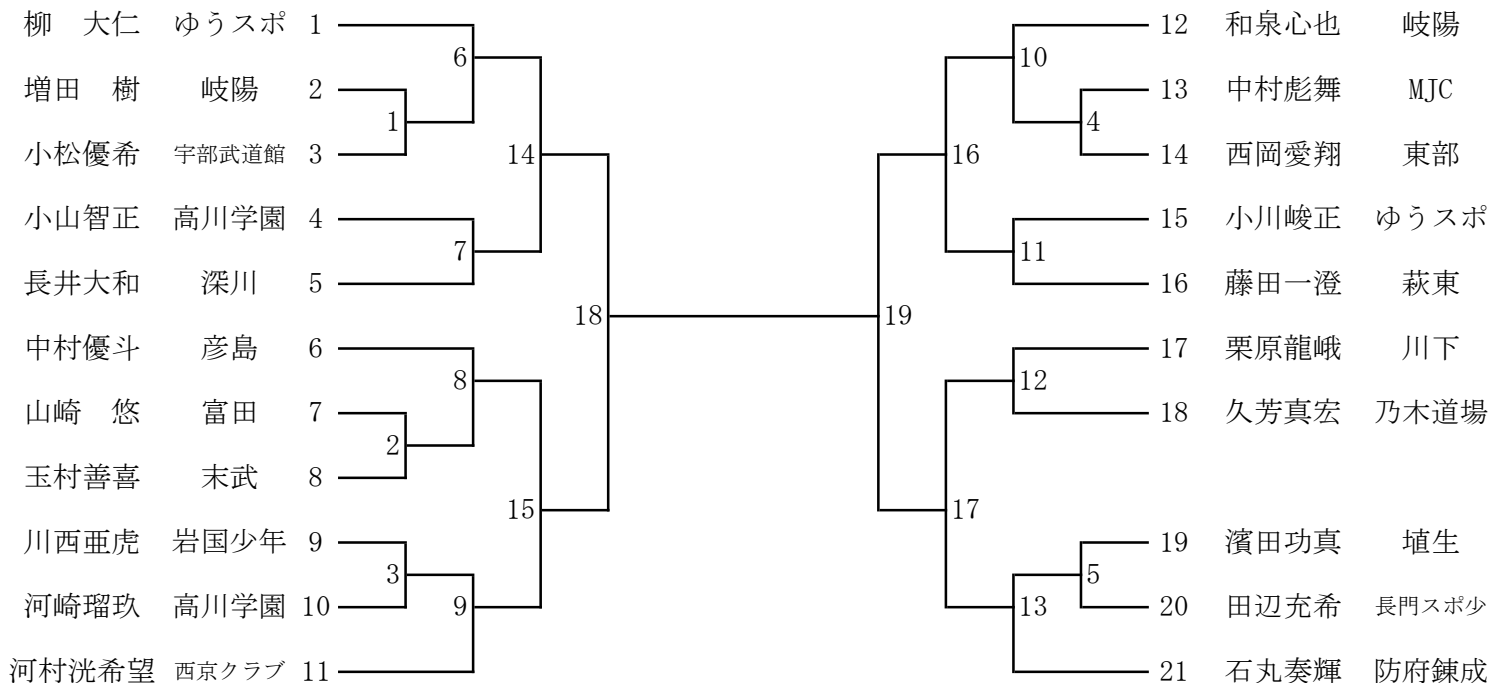 柳　大仁 ゆうスポ 1
増田　樹 岐陽 2
小松優希 宇部武道館 3
小山智正 高川学園 4
長井大和 深川 5
中村優斗 彦島 6
山崎　悠 富田 7
玉村善喜 末武 8
川西亜虎 岩国少年 9
河崎瑠玖 高川学園 10
河村洸希望 西京クラブ 11
6
1
14
7
18
8
2
15
3
9
12 和泉心也 岐陽
13 中村彪舞 MJC
14 西岡愛翔 東部
15 小川峻正 ゆうスポ
16 藤田一澄 萩東
17 栗原龍峨 川下
18 久芳真宏 乃木道場
19 濱田功真 埴生
20 田辺充希 長門スポ少
21 石丸奏輝 防府錬成
10
4
16
11
19
12
17
5
13